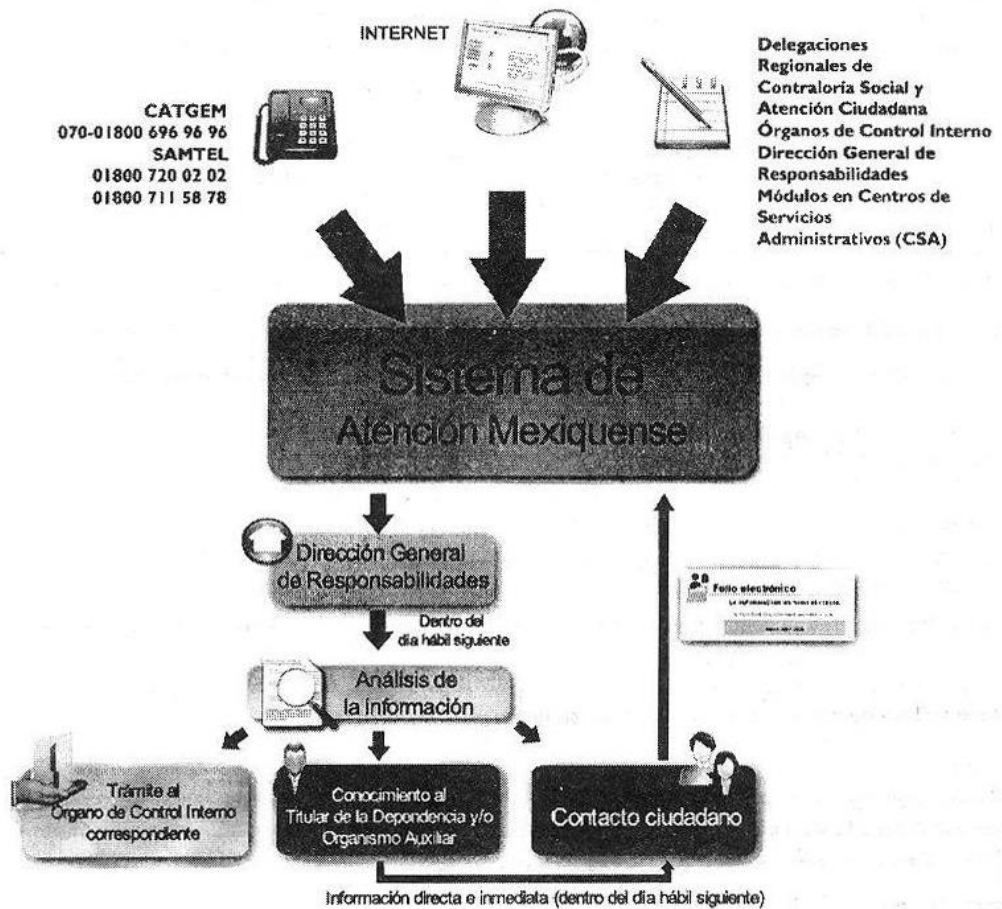 INTERNET
CATGEM
070-01800 696 96 96
SAMTEL
01800 720 02 02
01800 711 58 78
Delegaciones
Regionales de
Contraloría Social y
Atención Ciudadana
Órganos de Control Interno
Dirección General de
Responsabilidades
Módulos en Centros de
Servicios
Administrativos (CSA)
Sistema de
Atención Mexiquense
Dirección General
de Responsabilidades
Folio electrónico
Dentro del
día hábil siguiente
Análisis de
la información
Trámite al
Órgano de Control Interno
correspondiente
Conocimiento al
Titular de la Dependencia y/o
Organismo Auxiliar
Contacto ciudadano
Información directa e inmediata (dentro del día hábil siguiente)